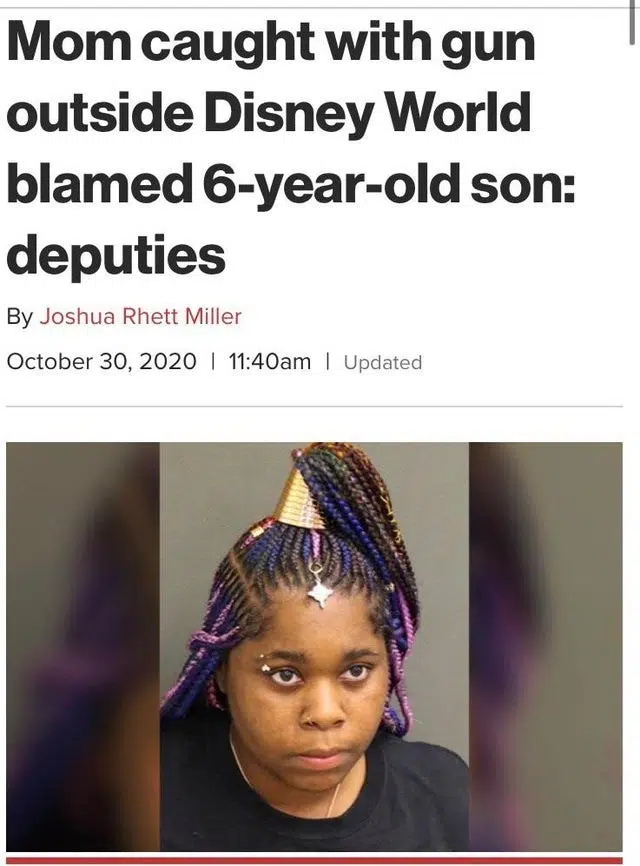 Mom caught with gun
outside Disney World
blamed 6-year-old son:
deputies
By Joshua Rhett Miller
October 30, 2020 | 11:40am | Updated